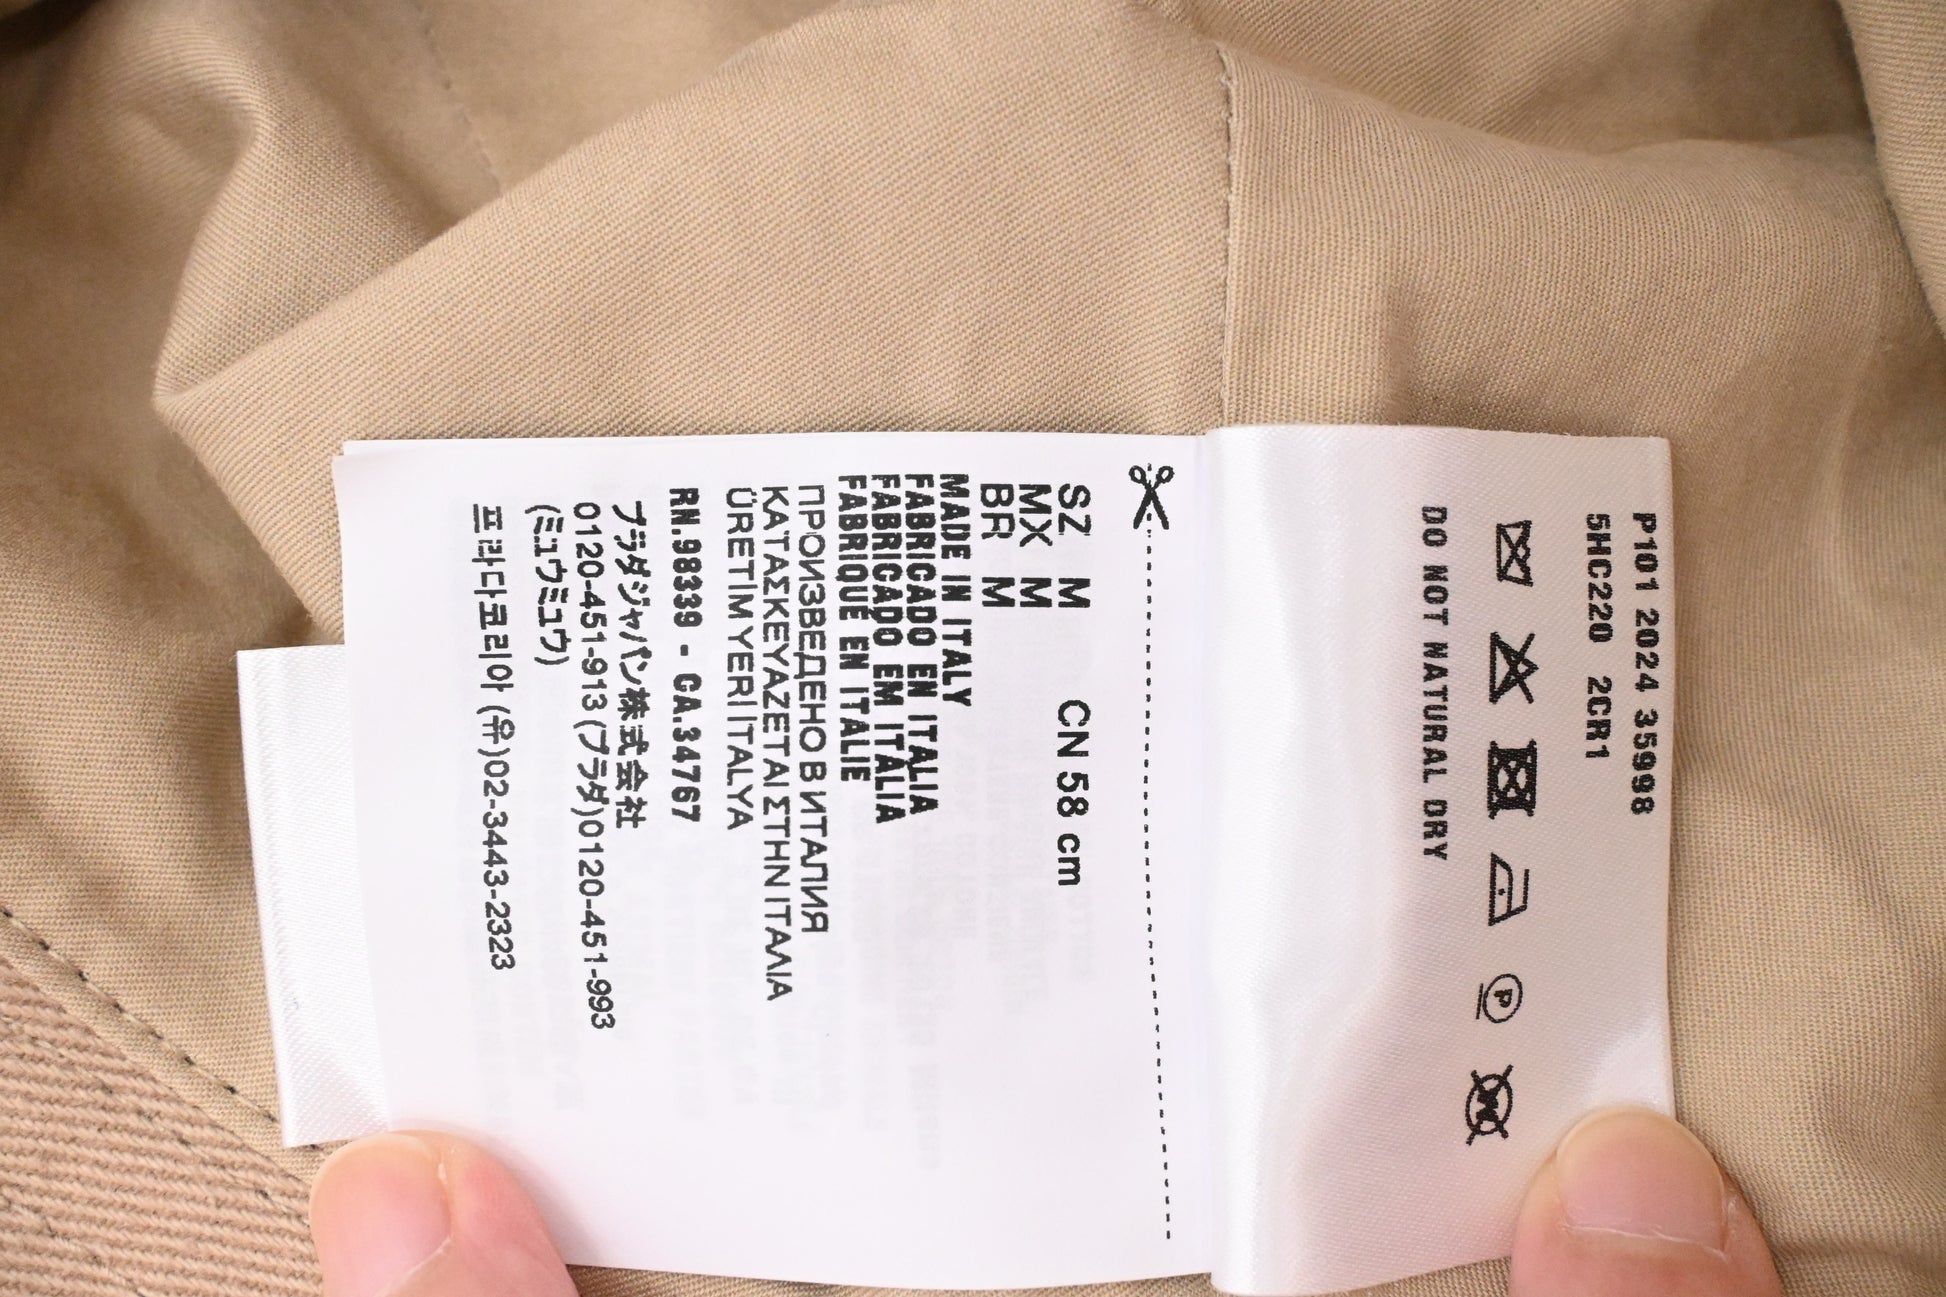 P101 2024 35998
5HC220 2CR1
P
W
DO NOT NATURAL DRY
SZ M CN 58 cm
MX M
BR M
MADE IN ITALY
FABRICADO EN ITALIA
FABRICADO EM ITÁLIA
FABRIQUÉ EN ITALIE
ПРОИЗВЕДЕНО В ИТАЛИЯ
ΚΑΤΑΣΚΕΥΑΖΕΤΑΙ ΣΤΗΝ ΙΤΑΛΙΑ
ÜRETIM YERI ITALYA
RN.98339 - CA.34767
プラダジャパン株式会社
0120-451-913(プラダ)0120-451-993
(ミュウミュウ)
프라다코리아(유)02-3443-2323